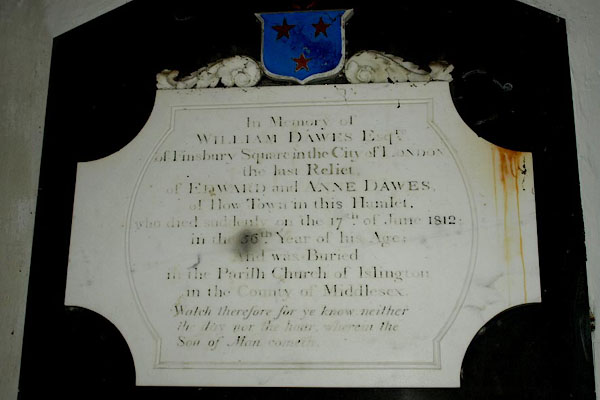 In Memory of
WILLIAM DAWES Esqr.
of Finsbury Square in the City of LONDON
the last Relict,
of EDWARD and ANNE DAWES,
of How Town in this Hamlet,
who died suddenly on the 17th. of June 1812:
in the 56th. Year of his Age:
And was Buried
in the Parish Church of Islington
in the County of Middlesex.
Watch therefore for ye know neither
the day nor the hour, wherein the
Son of Man cometh.